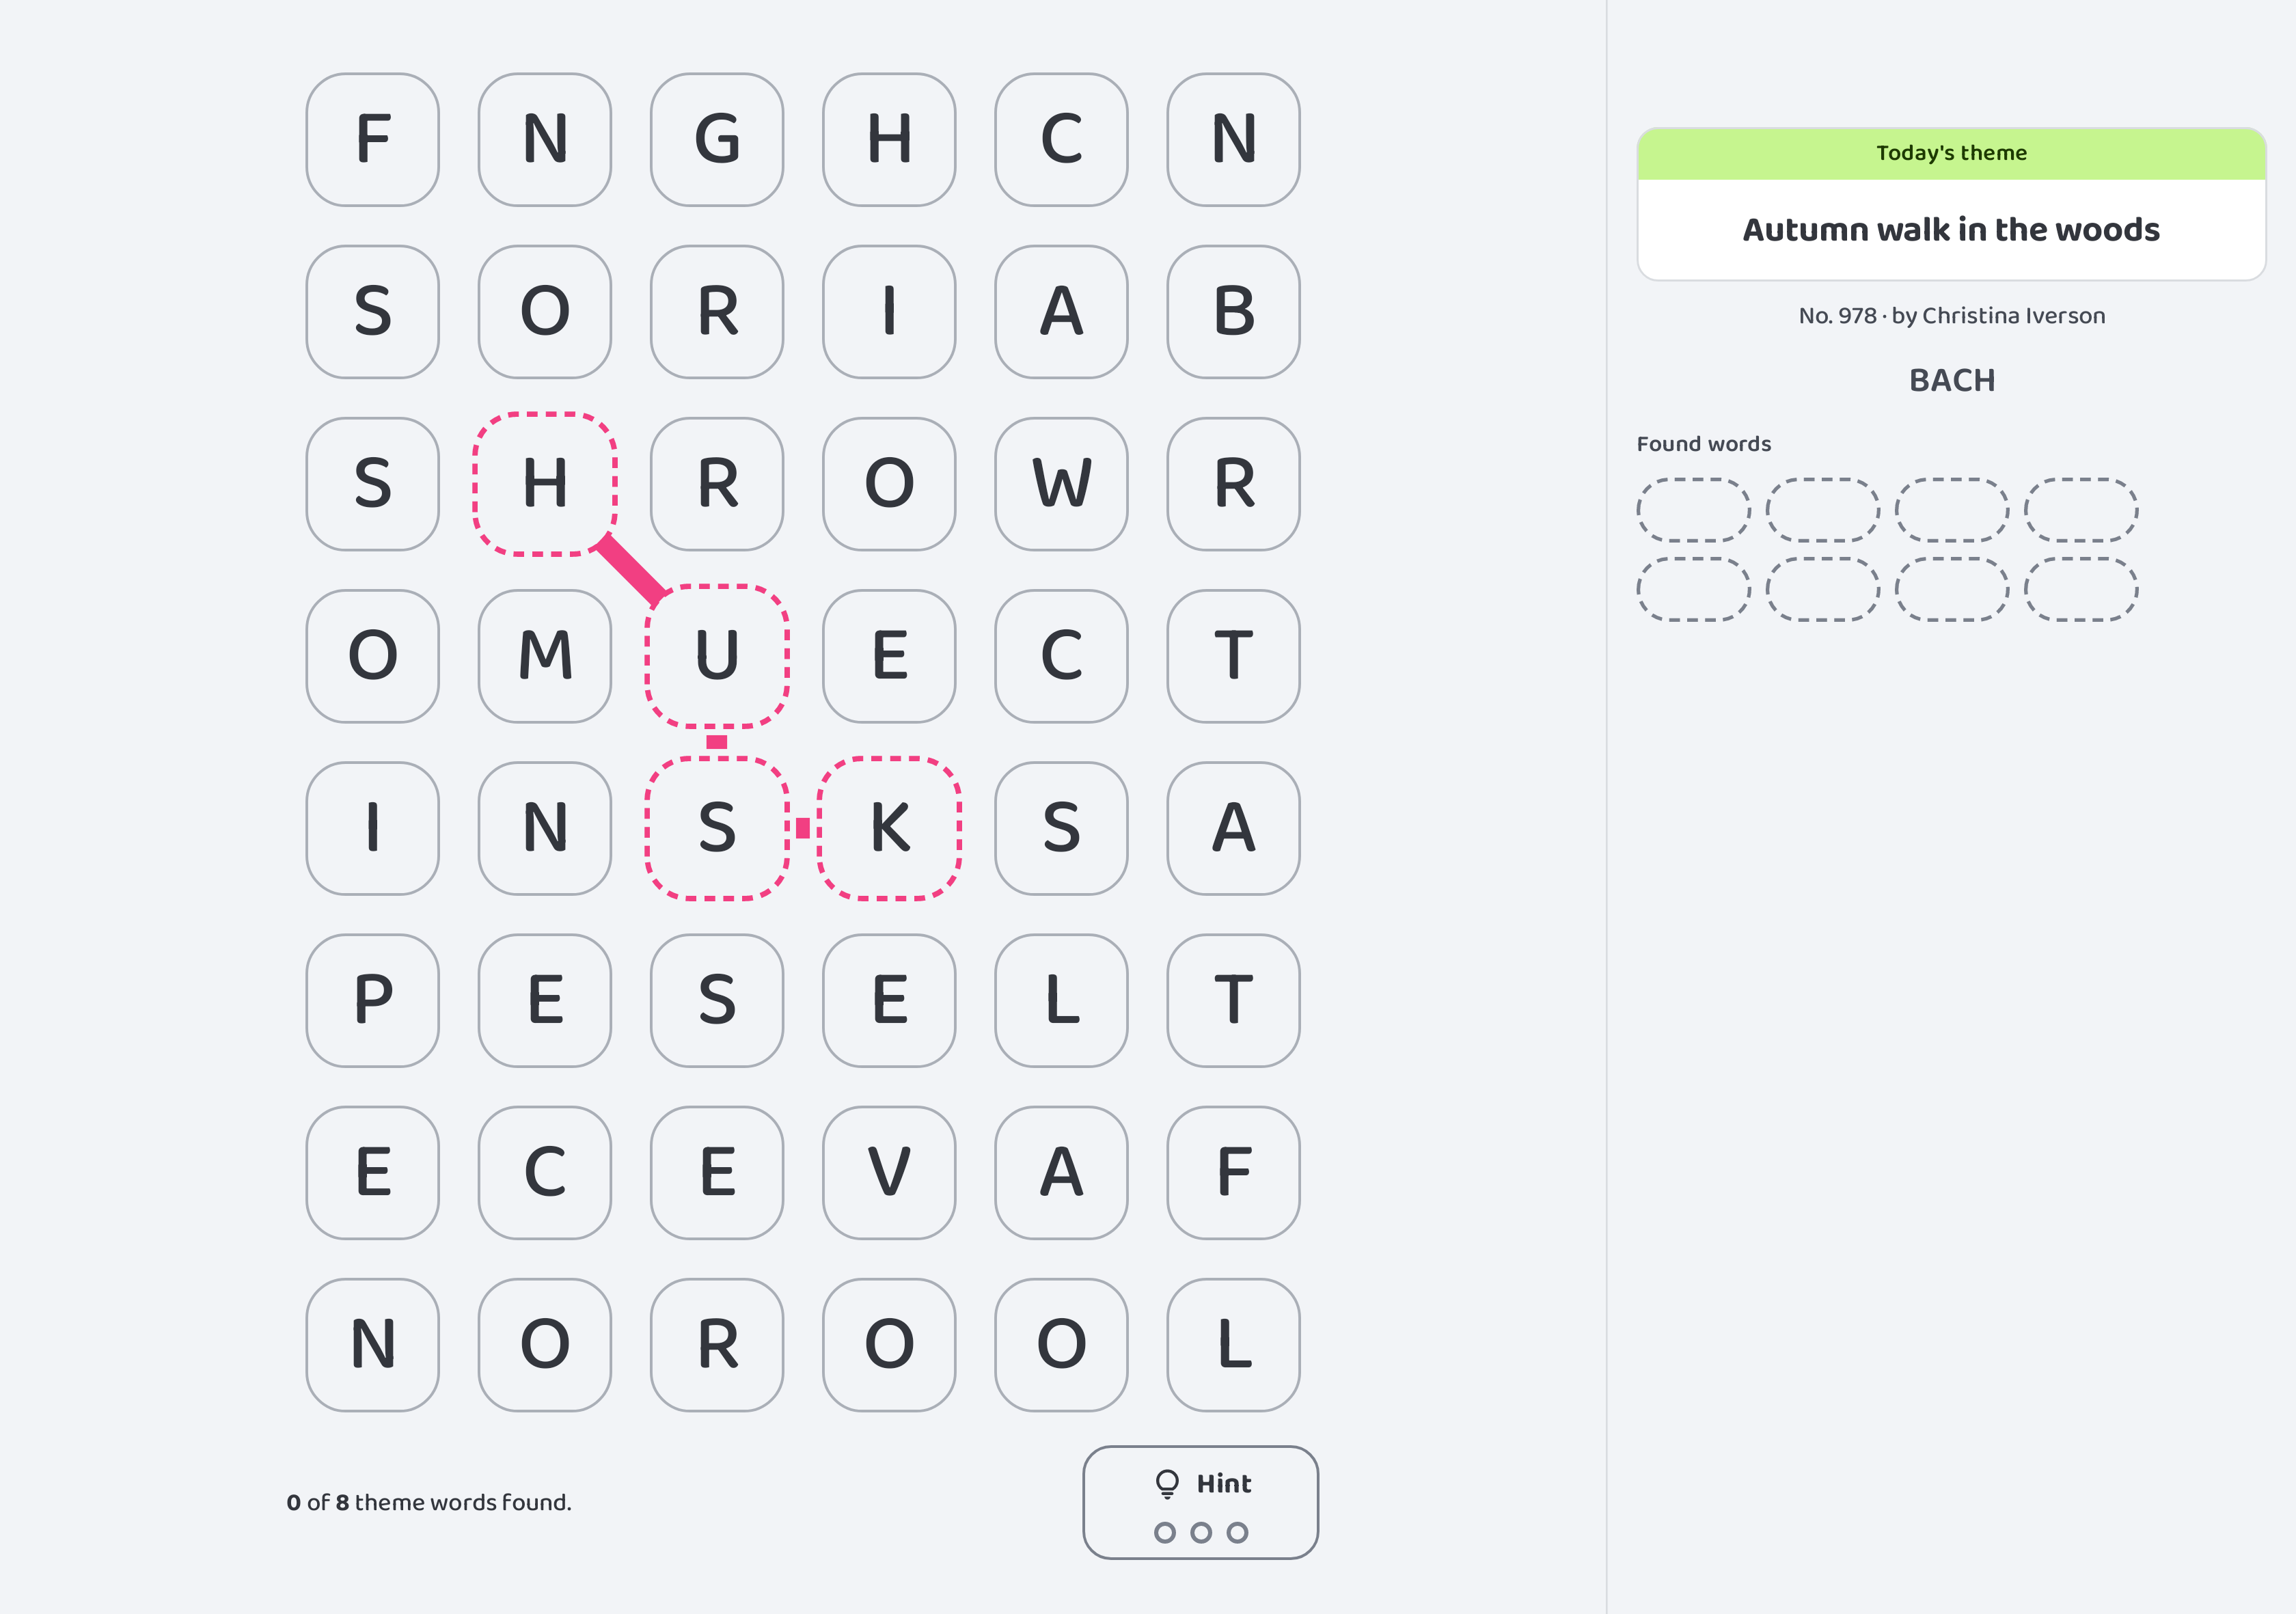 F N G H C N
S O R I A B
S H R O W R
O M U E C T
I N S K S A
P E S E L T
E C E V A F
N O R O O L
0 of 8 theme words found.
Hint
Today's theme
Autumn walk in the woods
No. 978 · by Christina Iverson
BACH
Found words